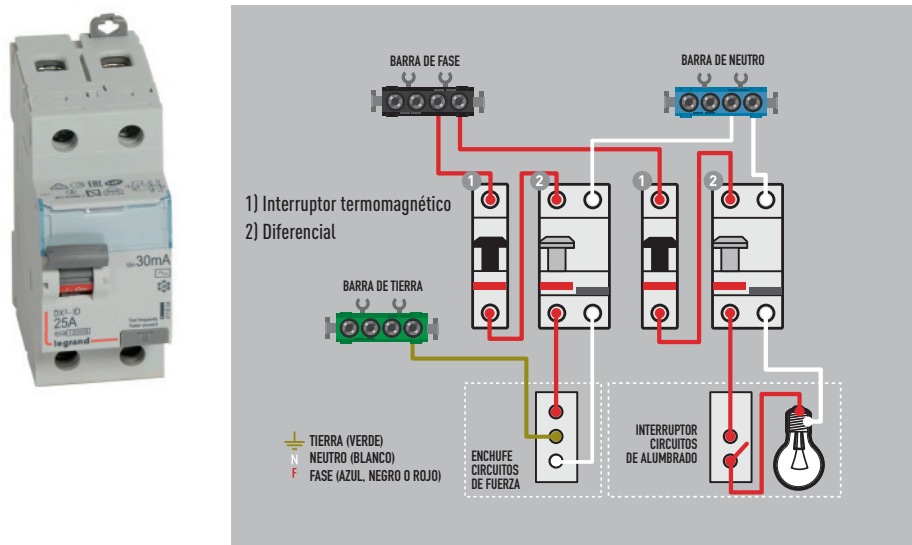 30mA
DX³-ID
25A
legrand
BARRA DE FASE
BARRA DE NEUTRO
1
2
1
2
1) Interruptor termomagnético
2) Diferencial
BARRA DE TIERRA
TIERRA (VERDE)
N NEUTRO (BLANCO)
F FASE (AZUL, NEGRO O ROJO)
ENCHUFE
CIRCUITOS
DE FUERZA
INTERRUPTOR
CIRCUITOS
DE ALUMBRADO